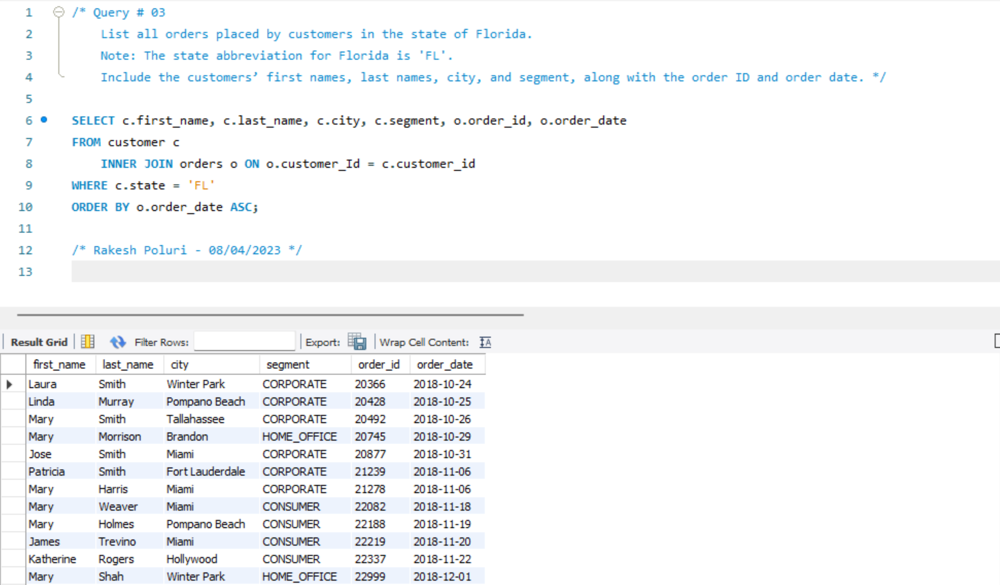 1 /* Query # 03
2 List all orders placed by customers in the state of Florida.
3 Note: The state abbreviation for Florida is 'FL'.
4 Include the customers’ first names, last names, city, and segment, along with the order ID and order date. */
5
6 SELECT c.first_name, c.last_name, c.city, c.segment, o.order_id, o.order_date
7 FROM customer c
8 INNER JOIN orders o ON o.customer_Id = c.customer_id
9 WHERE c.state = 'FL'
10 ORDER BY o.order_date ASC;
11
12 /* Rakesh Poluri - 08/04/2023 */
13
Result Grid Filter Rows: Export: Wrap Cell Content: IA
first_name last_name city segment order_id order_date
Laura Smith Winter Park CORPORATE 20366 2018-10-24
Linda Murray Pompano Beach CORPORATE 20428 2018-10-25
Mary Smith Tallahassee CORPORATE 20492 2018-10-26
Mary Morrison Brandon HOME_OFFICE 20745 2018-10-29
Jose Smith Miami CORPORATE 20877 2018-10-31
Patricia Smith Fort Lauderdale CORPORATE 21239 2018-11-06
Mary Harris Miami CORPORATE 21278 2018-11-06
Mary Weaver Miami CONSUMER 22082 2018-11-18
Mary Holmes Pompano Beach CONSUMER 22188 2018-11-19
James Trevino Miami CONSUMER 22219 2018-11-20
Katherine Rogers Hollywood CONSUMER 22337 2018-11-22
Mary Shah Winter Park HOME_OFFICE 22999 2018-12-01